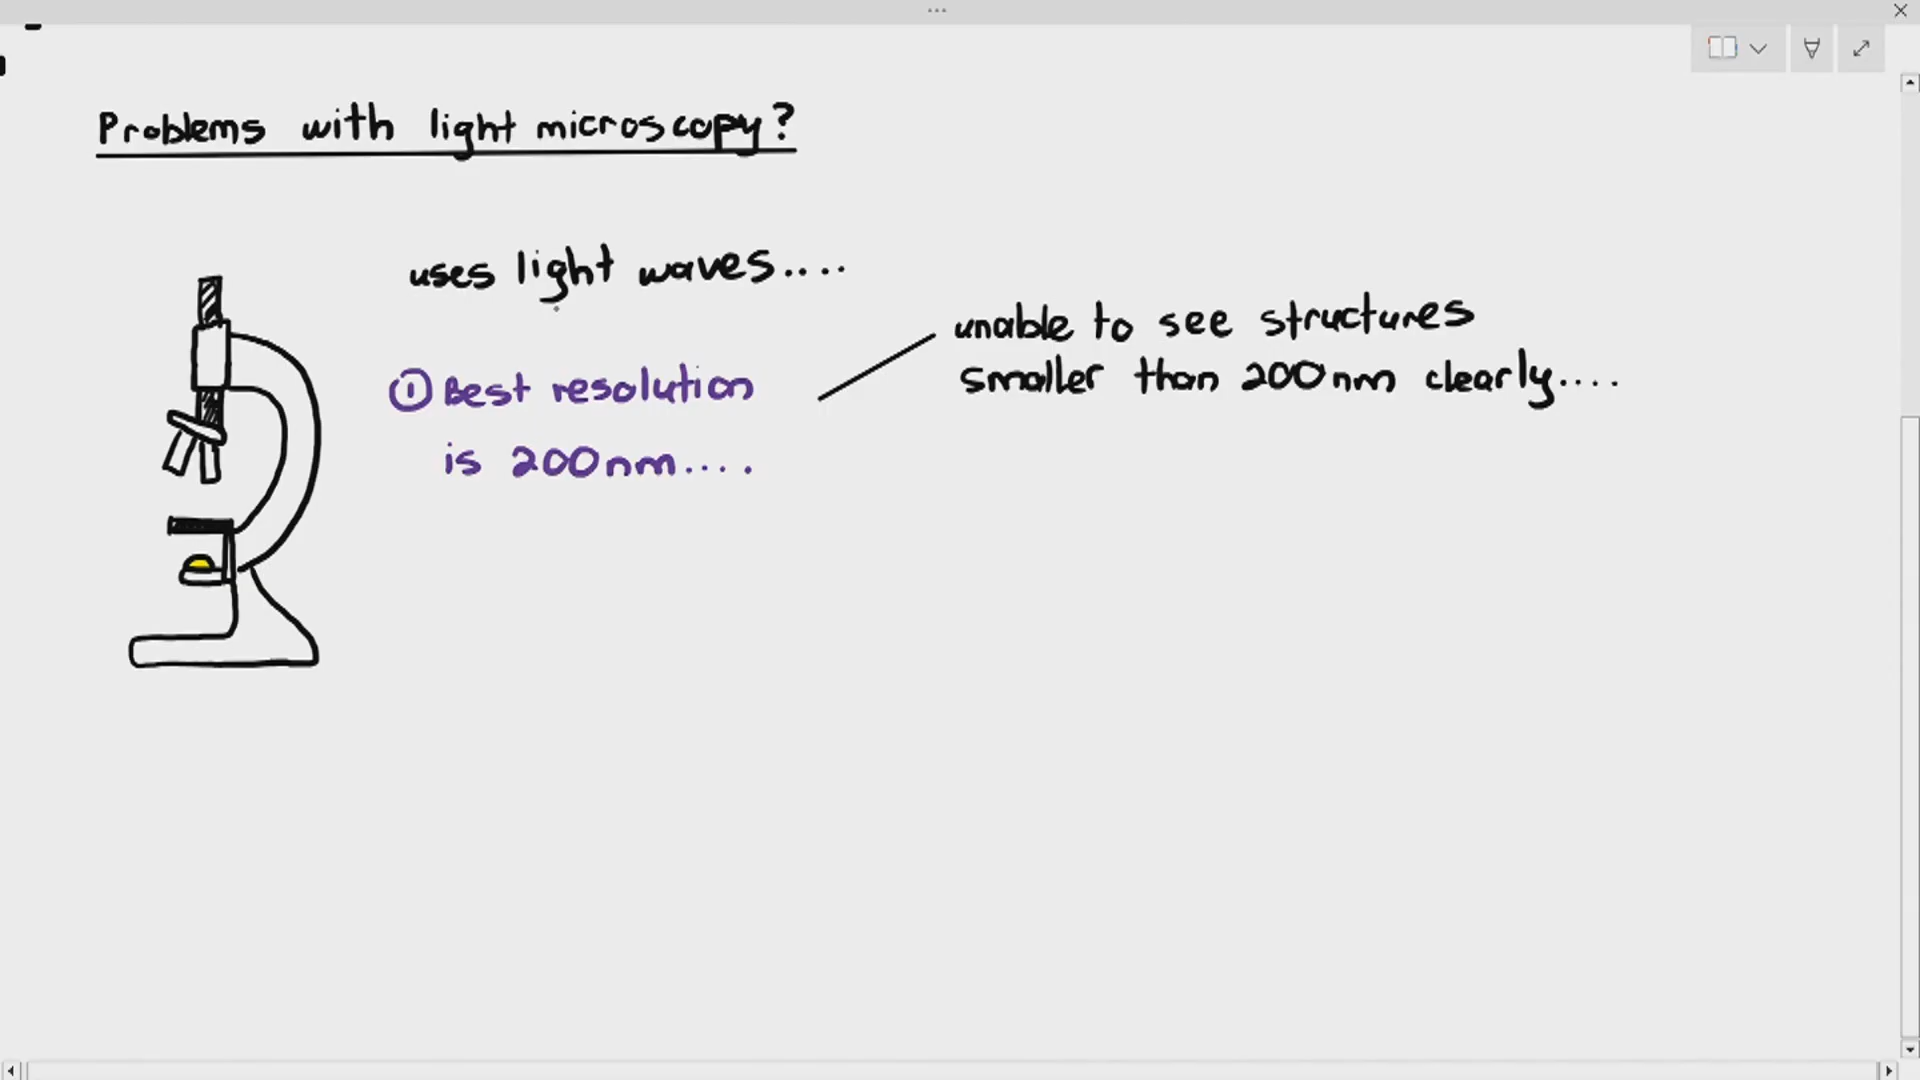 Problems with light microscopy?
uses light waves....
① Best resolution
is 200nm....
unable to see structures
smaller than 200nm clearly....